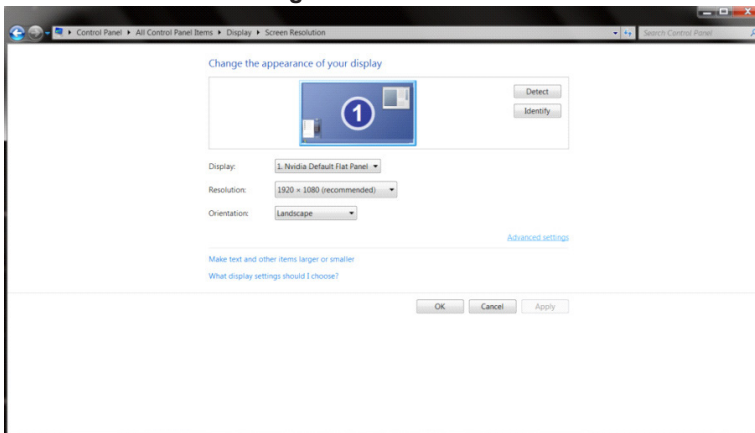 Control Panel ▸ All Control Panel Items ▸ Display ▸ Screen Resolution
Search Control Panel
Change the appearance of your display
1
Detect
Identify
Display: 1. Nvidia Default Flat Panel
Resolution: 1920 × 1080 (recommended)
Orientation: Landscape
Advanced settings
Make text and other items larger or smaller
What display settings should I choose?
OK Cancel Apply